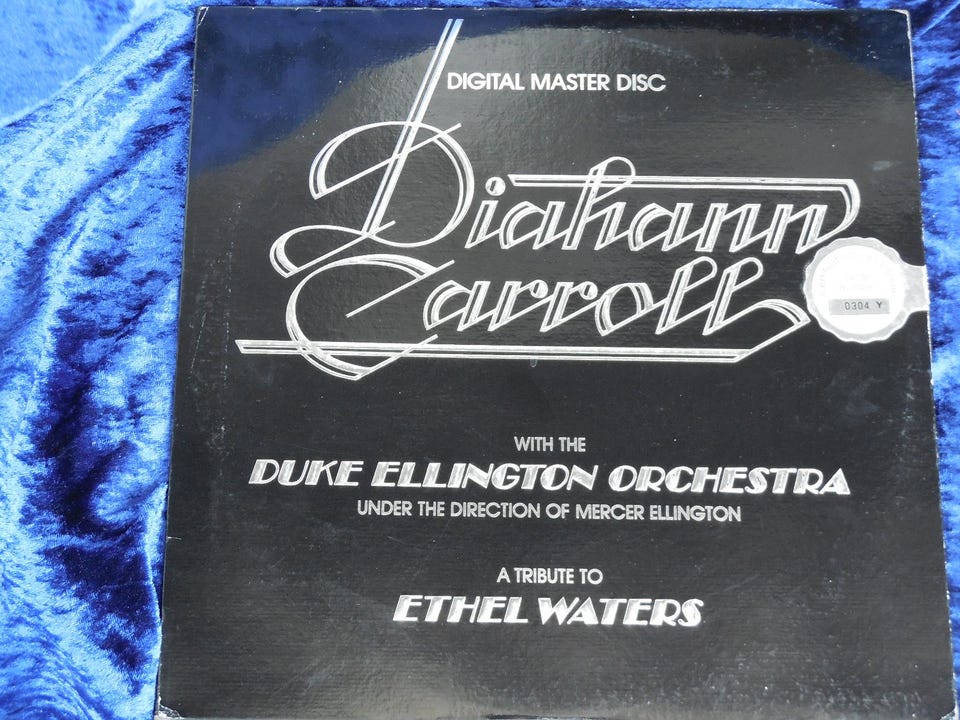 DIGITAL MASTER DISC
Diahann
Carroll
0304 Y
WITH THE
DUKE ELLINGTON ORCHESTRA
UNDER THE DIRECTION OF MERCER ELLINGTON
A TRIBUTE TO
ETHEL WATERS